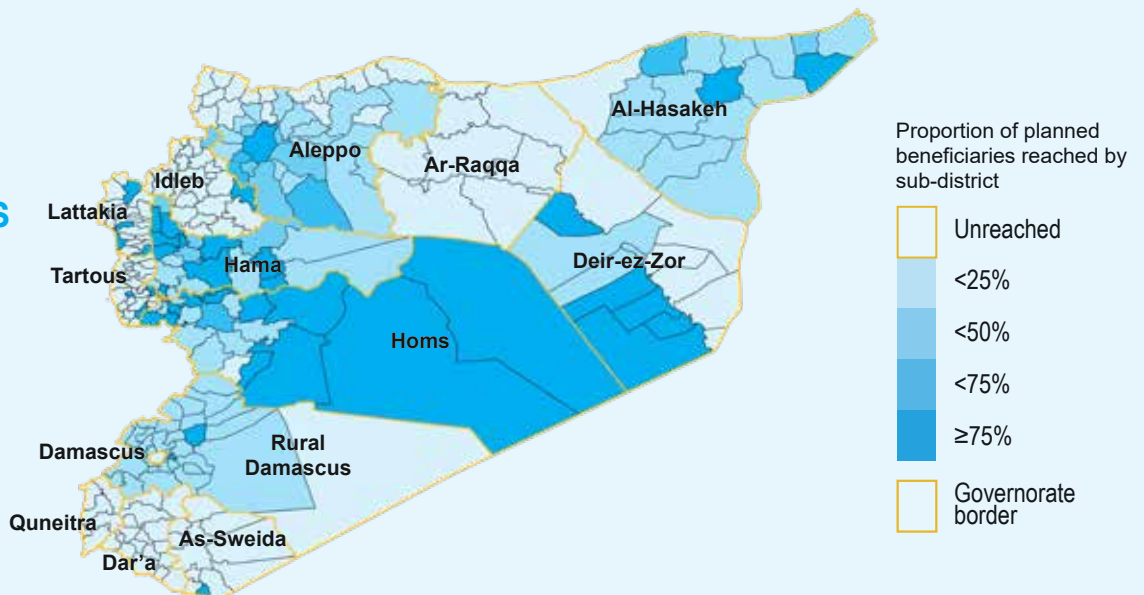 Al-Hasakeh
Aleppo
Ar-Raqqa
Idleb
Lattakia
S
Tartous
Hama
Deir-ez-Zor
Homs
Damascus
Rural
Damascus
Quneitra
As-Sweida
Dar'a
Proportion of planned
beneficiaries reached by
sub-district
Unreached
<25%
<50%
<75%
≥75%
Governorate
border